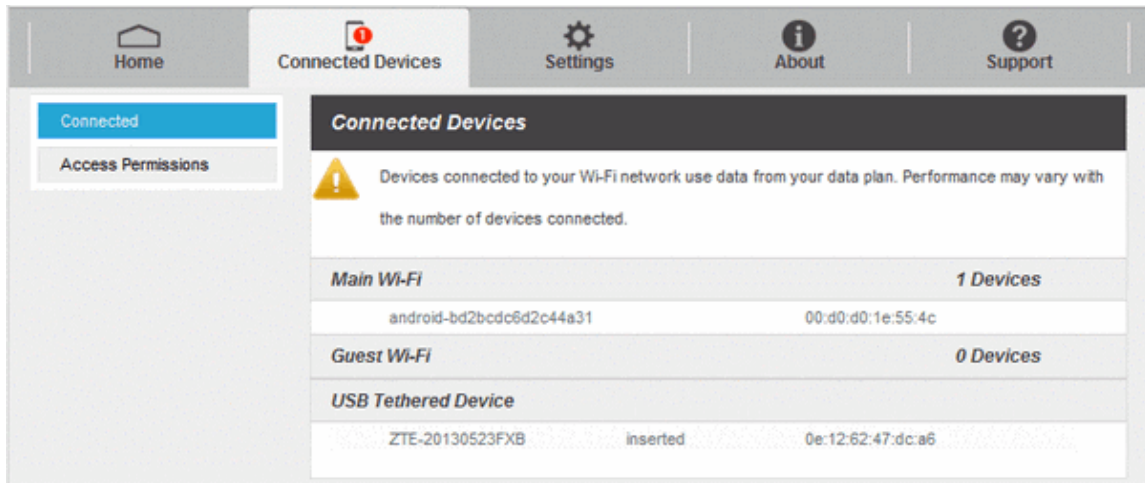 1
Home
Connected Devices
Settings
About
Support
Connected
Access Permissions
Connected Devices
Devices connected to your Wi-Fi network use data from your data plan. Performance may vary with
the number of devices connected.
Main Wi-Fi 1 Devices
android-bd2bcdc6d2c44a31 00:d0:d0:1e:55:4c
Guest Wi-Fi 0 Devices
USB Tethered Device
ZTE-20130523FXB inserted 0e:12:62:47:dc:a6